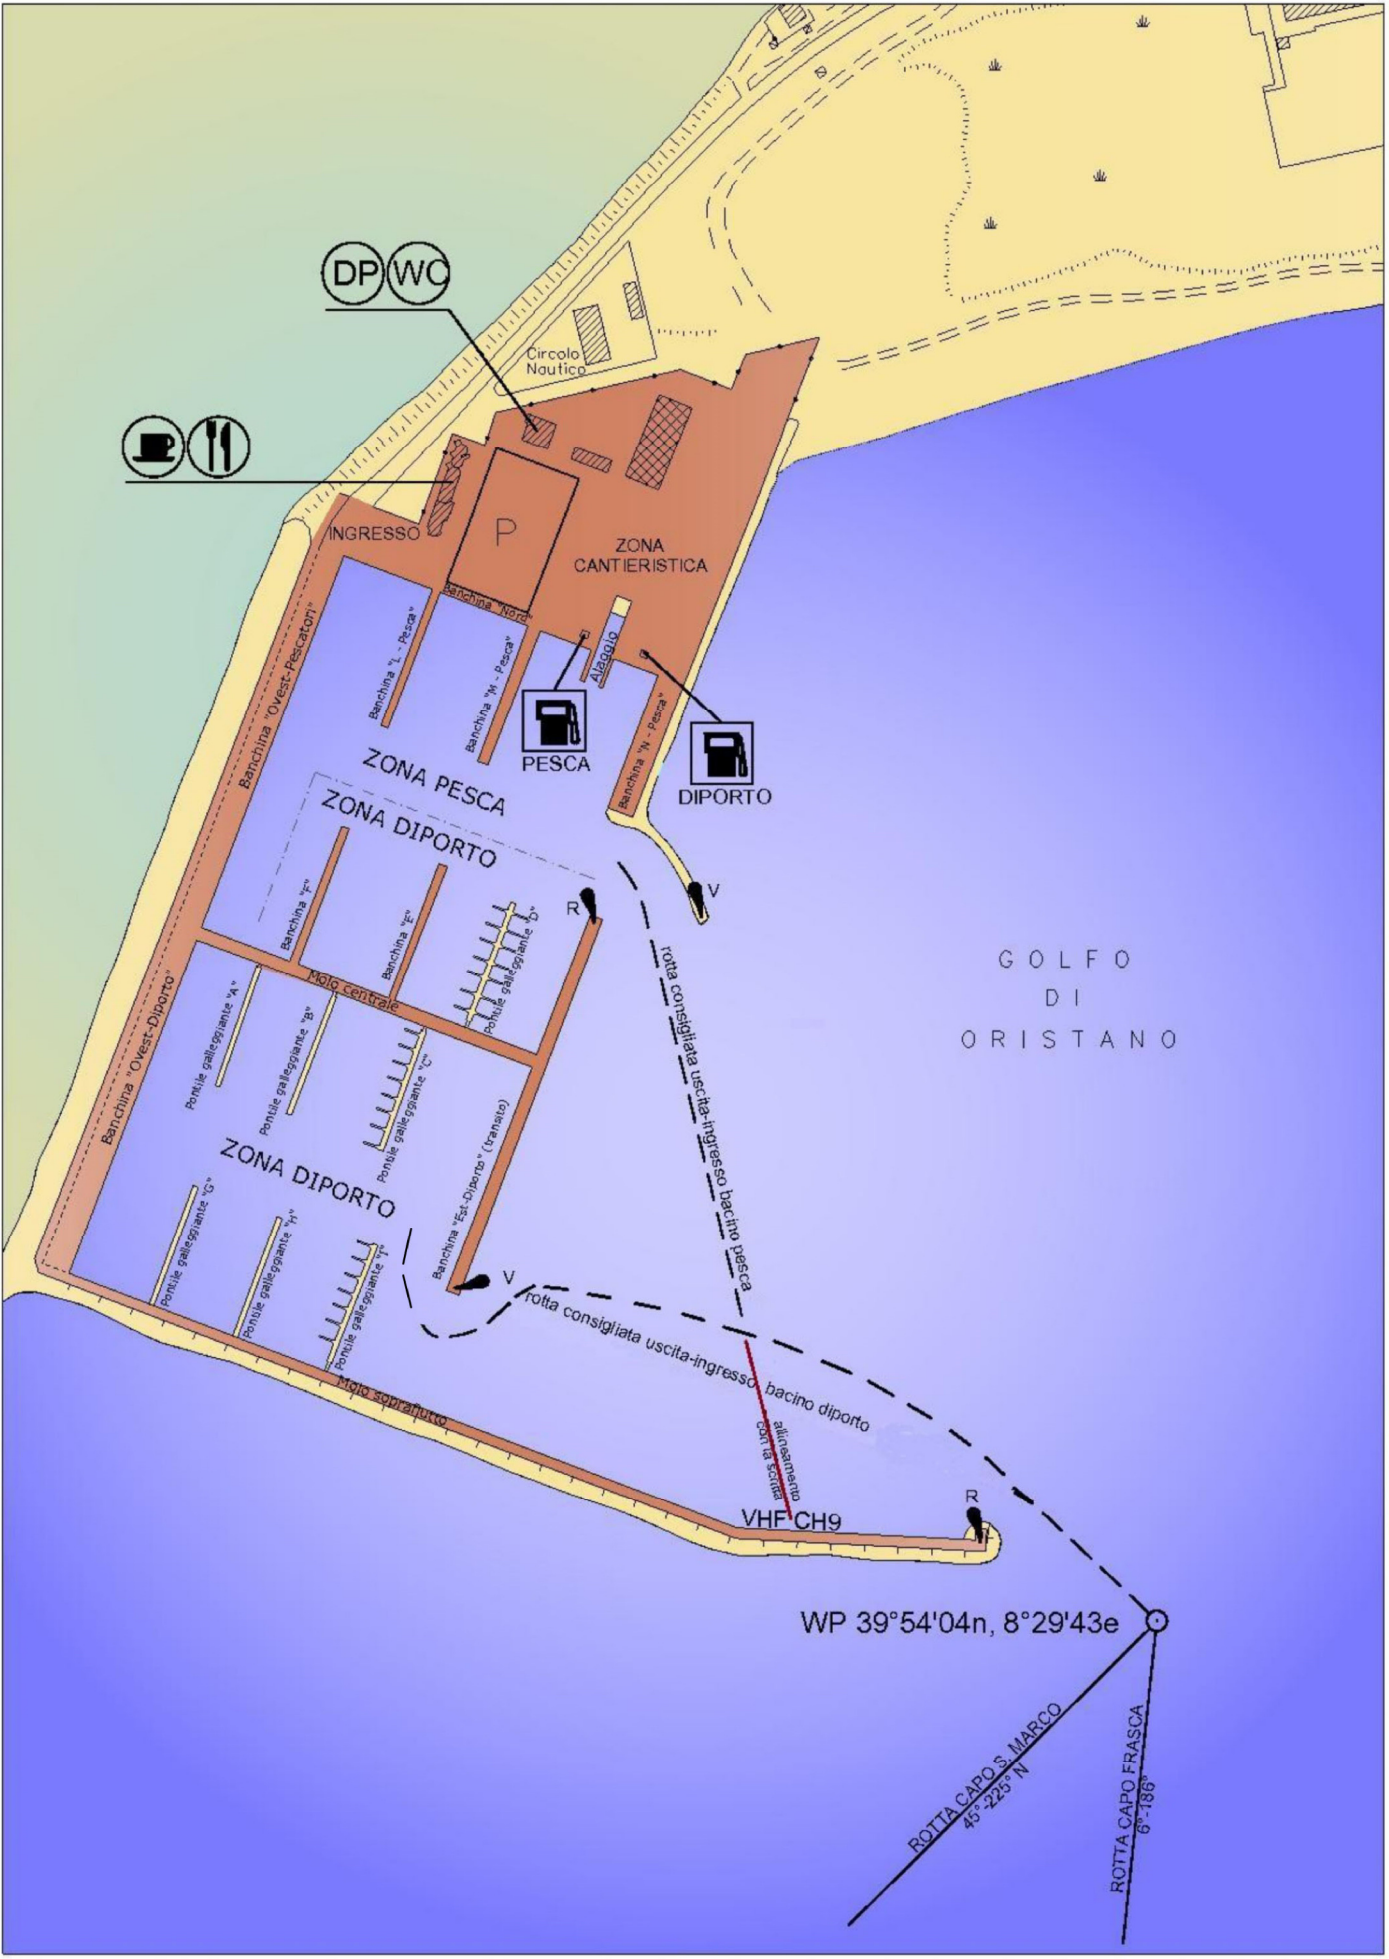 DP WC
Circolo
Nautico
INGRESSO
P
ZONA
CANTIERISTICA
Banchina "Nord"
Banchina "Ovest-Pescatori"
Banchina "L - Pesca"
Banchina "M - Pesca"
Alaggio
Banchina "N - Pesca"
PESCA
DIPORTO
ZONA PESCA
ZONA DIPORTO
Banchina "F"
Banchina "E"
Pontile galleggiante "D"
R
V
Molo centrale
GOLFO
DI
ORISTANO
Banchina "Ovest-Diporto"
Pontile galleggiante "A"
Pontile galleggiante "B"
Pontile galleggiante "C"
rotta consigliata uscita-ingresso bacino pesca
ZONA DIPORTO
Banchina "Est-Diporto" (transito)
Pontile galleggiante "G"
Pontile galleggiante "H"
Pontile galleggiante "I"
V
rotta consigliata uscita-ingresso bacino diporto
Molo sopraflutto
allineamento
con la scritta
VHF CH9
R
WP 39°54'04n, 8°29'43e
ROTTA CAPO S. MARCO
45°-225° N
ROTTA CAPO FRASCA
6°-186°